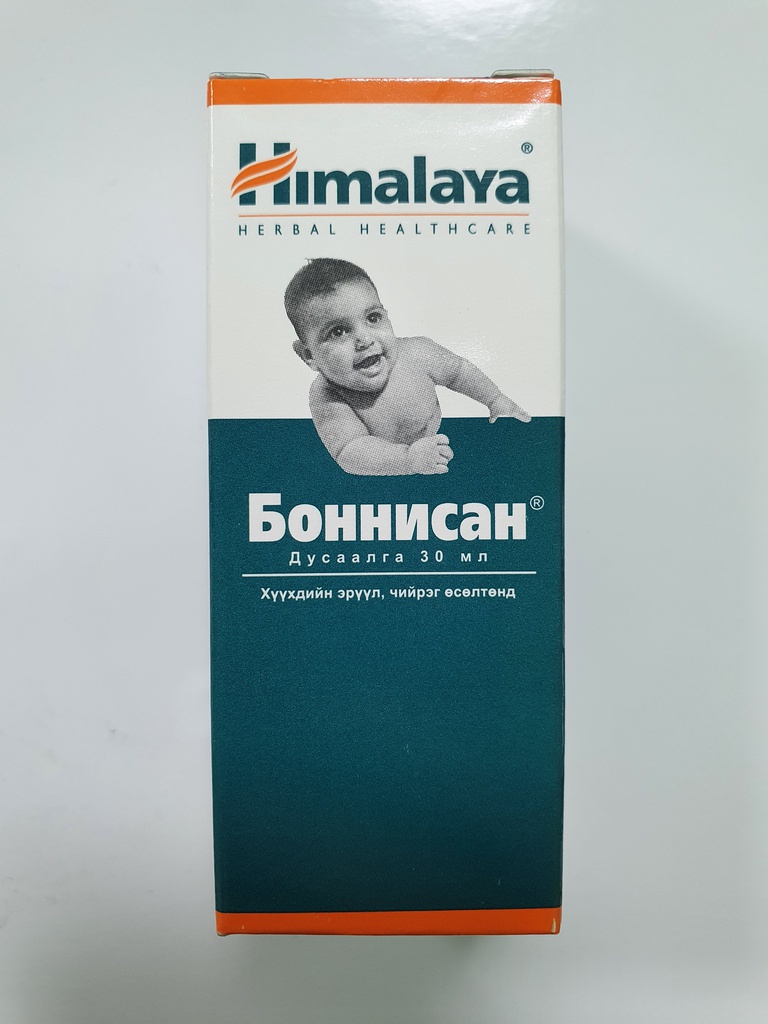 Himalaya®
HERBAL HEALTHCARE
Боннисан®
Дусаалга 30 мл
Хүүхдийн эрүүл, чийрэг өсөлтөнд